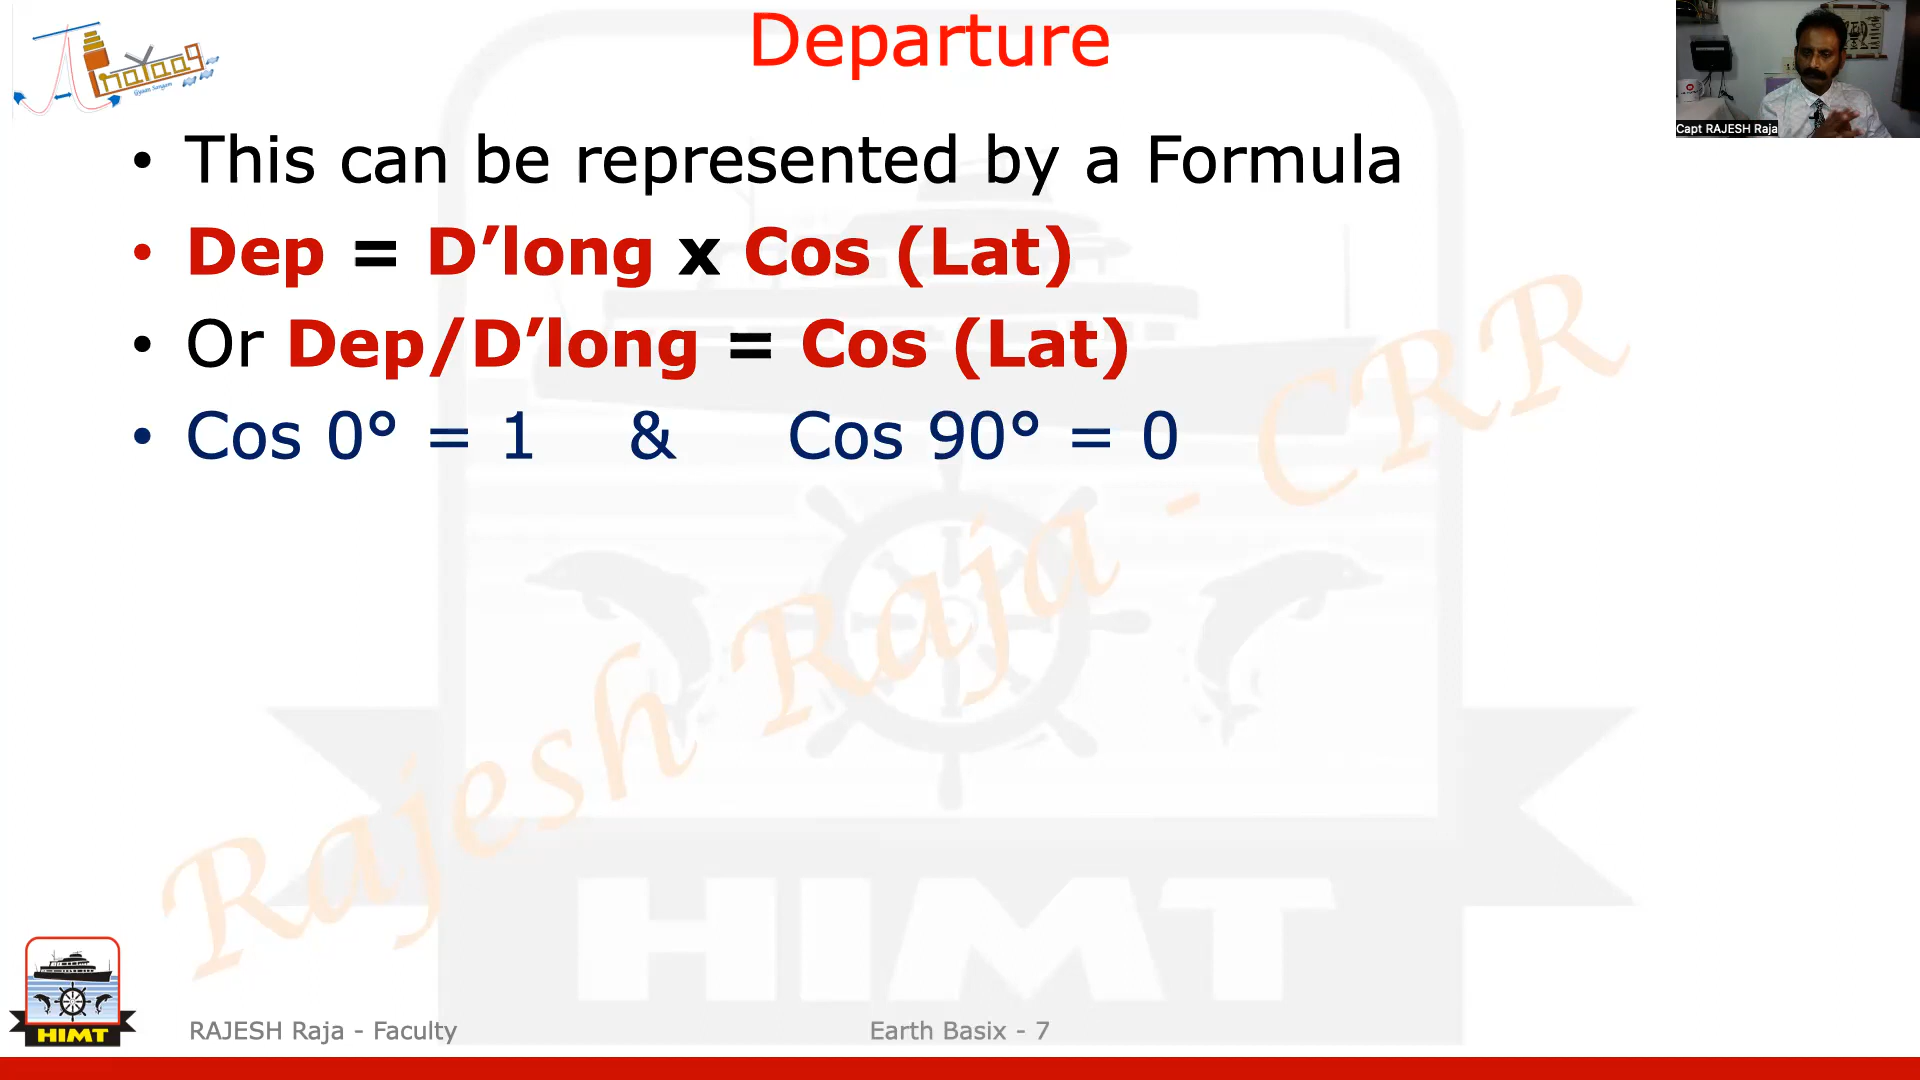 Departure
• This can be represented by a Formula
• Dep = D’long x Cos (Lat)
• Or Dep/D’long = Cos (Lat)
• Cos 0° = 1 & Cos 90° = 0
Capt RAJESH Raja
Rajesh Raja - CRR
HIMT
HIMT
RAJESH Raja - Faculty
Earth Basix - 7